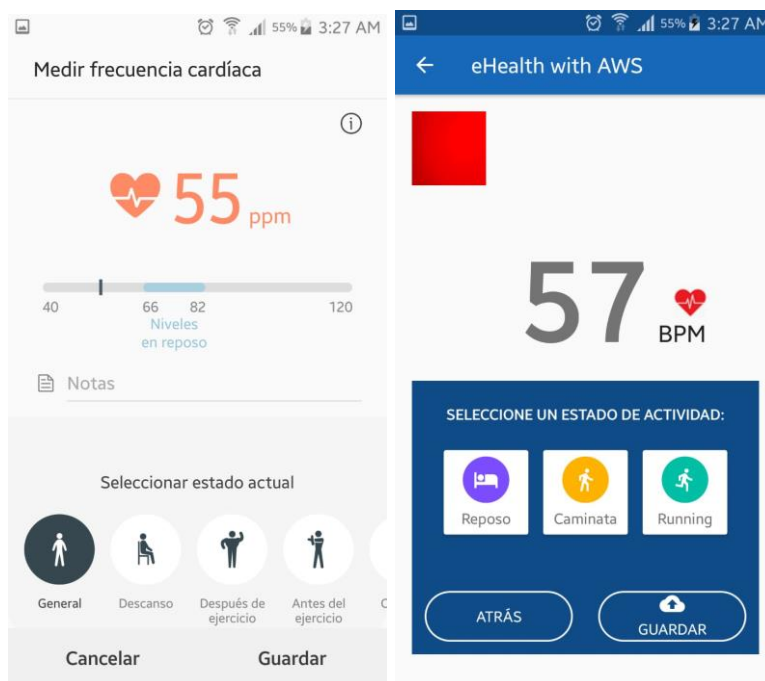 55% 3:27 AM
Medir frecuencia cardíaca
55 ppm
40 66 82 120
Niveles
en reposo
Notas
Seleccionar estado actual
General Descanso Después de Antes del C
ejercicio ejercicio
Cancelar Guardar
55% 3:27 AM
eHealth with AWS
57
BPM
SELECCIONE UN ESTADO DE ACTIVIDAD:
Reposo Caminata Running
ATRÁS GUARDAR